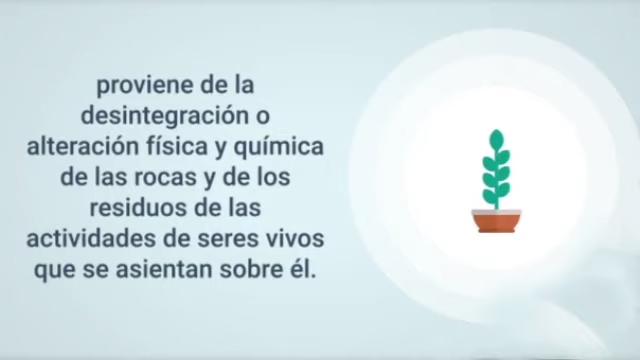 proviene de la
desintegración o
alteración física y química
de las rocas y de los
residuos de las
actividades de seres vivos
que se asientan sobre él.